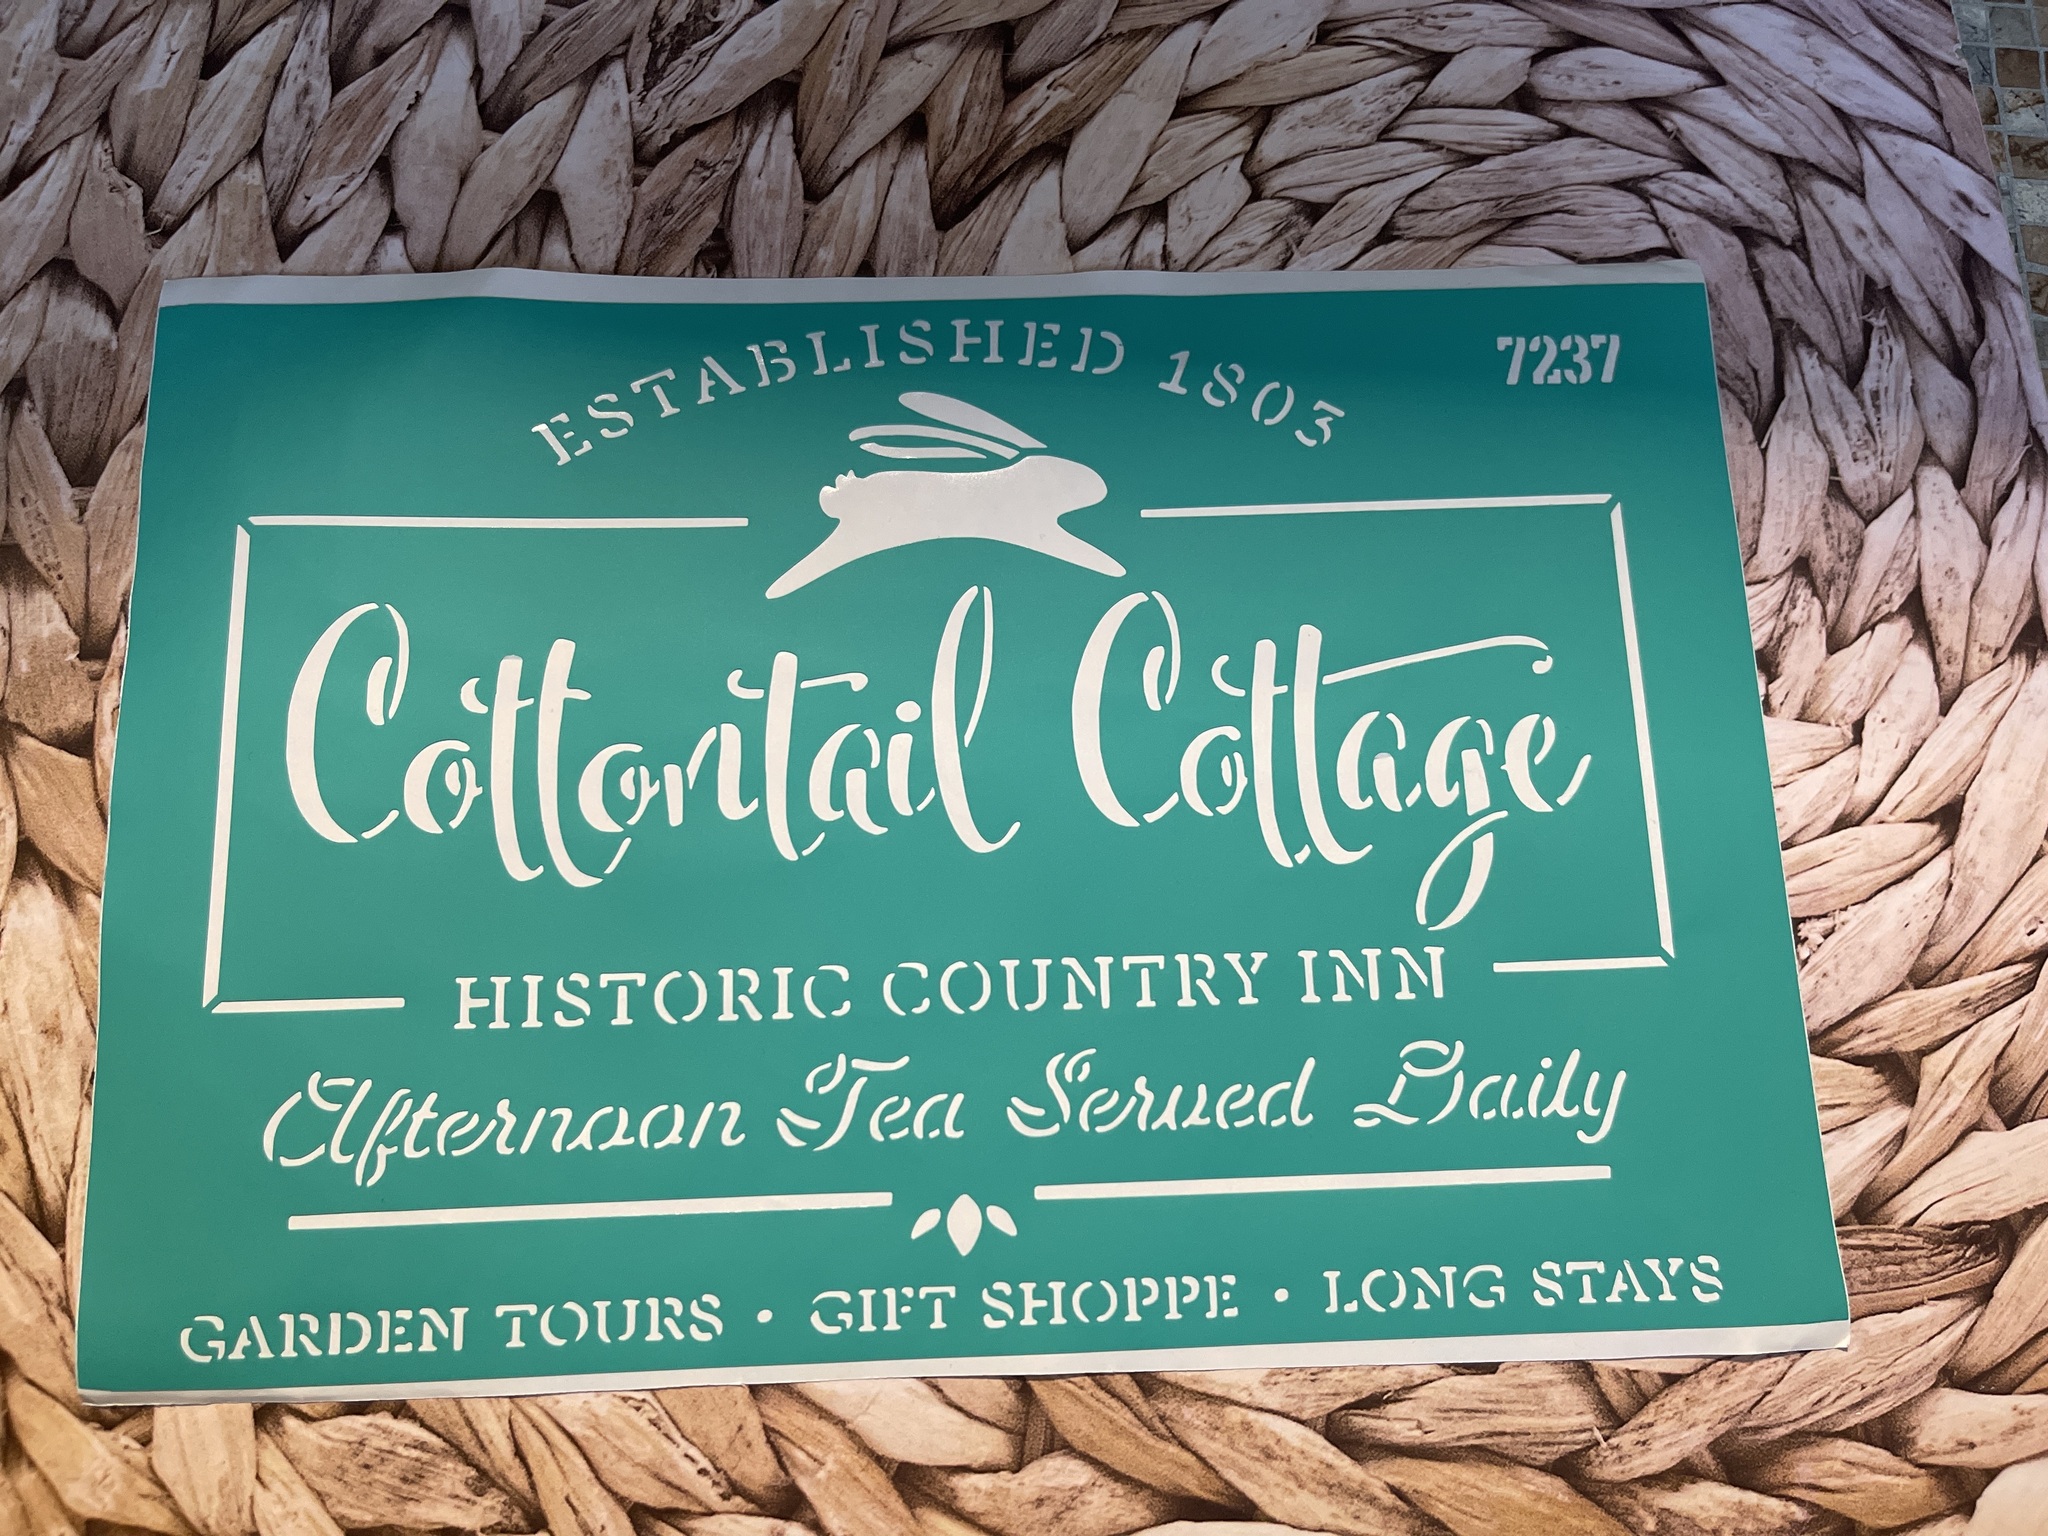 ESTABLISHED 1803
7237
Cottontail Cottage
HISTORIC COUNTRY INN
Afternoon Tea Served Daily
GARDEN TOURS • GIFT SHOPPE • LONG STAYS